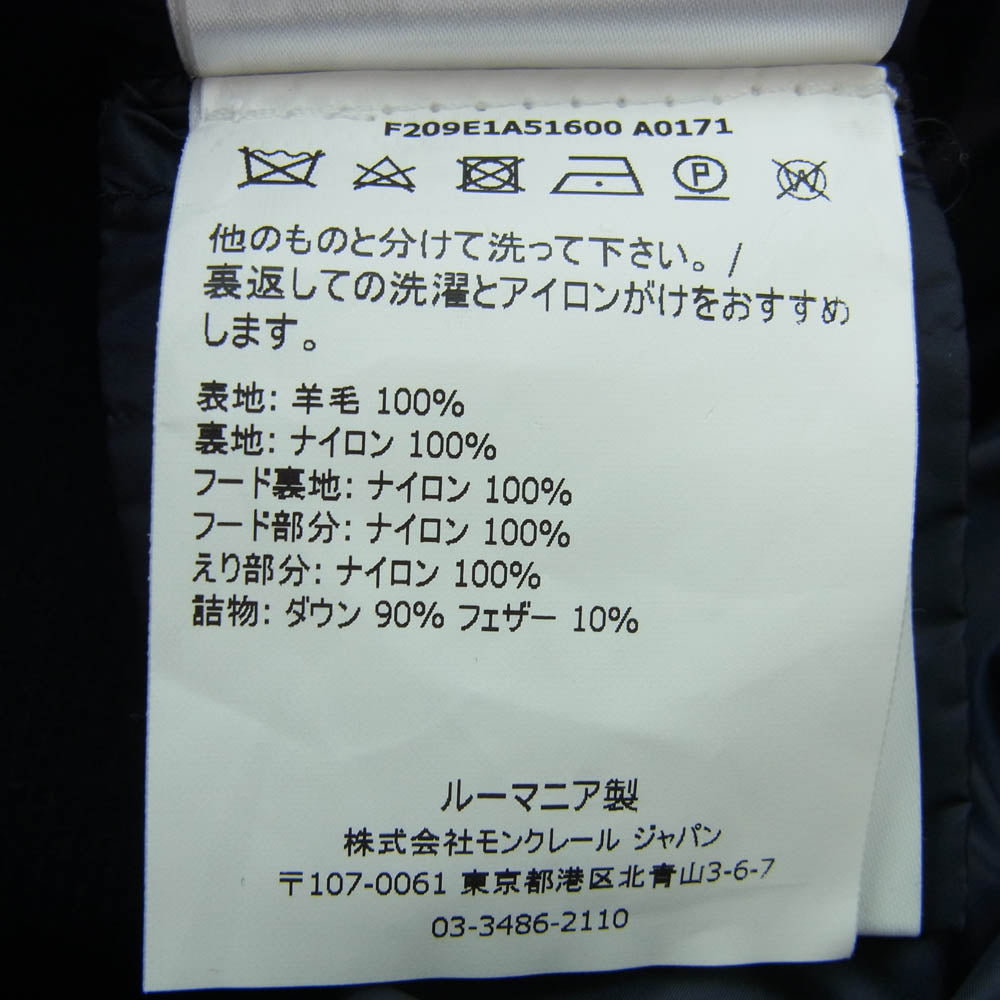 F209E1A51600 A0171
P
W
他のものと分けて洗って下さい。/
裏返しての洗濯とアイロンがけをおすすめ
します。
表地: 羊毛 100%
裏地: ナイロン 100%
フード裏地: ナイロン 100%
フード部分: ナイロン 100%
えり部分: ナイロン 100%
詰物: ダウン 90% フェザー 10%
ルーマニア製
株式会社モンクレール ジャパン
〒107-0061 東京都港区北青山3-6-7
03-3486-2110